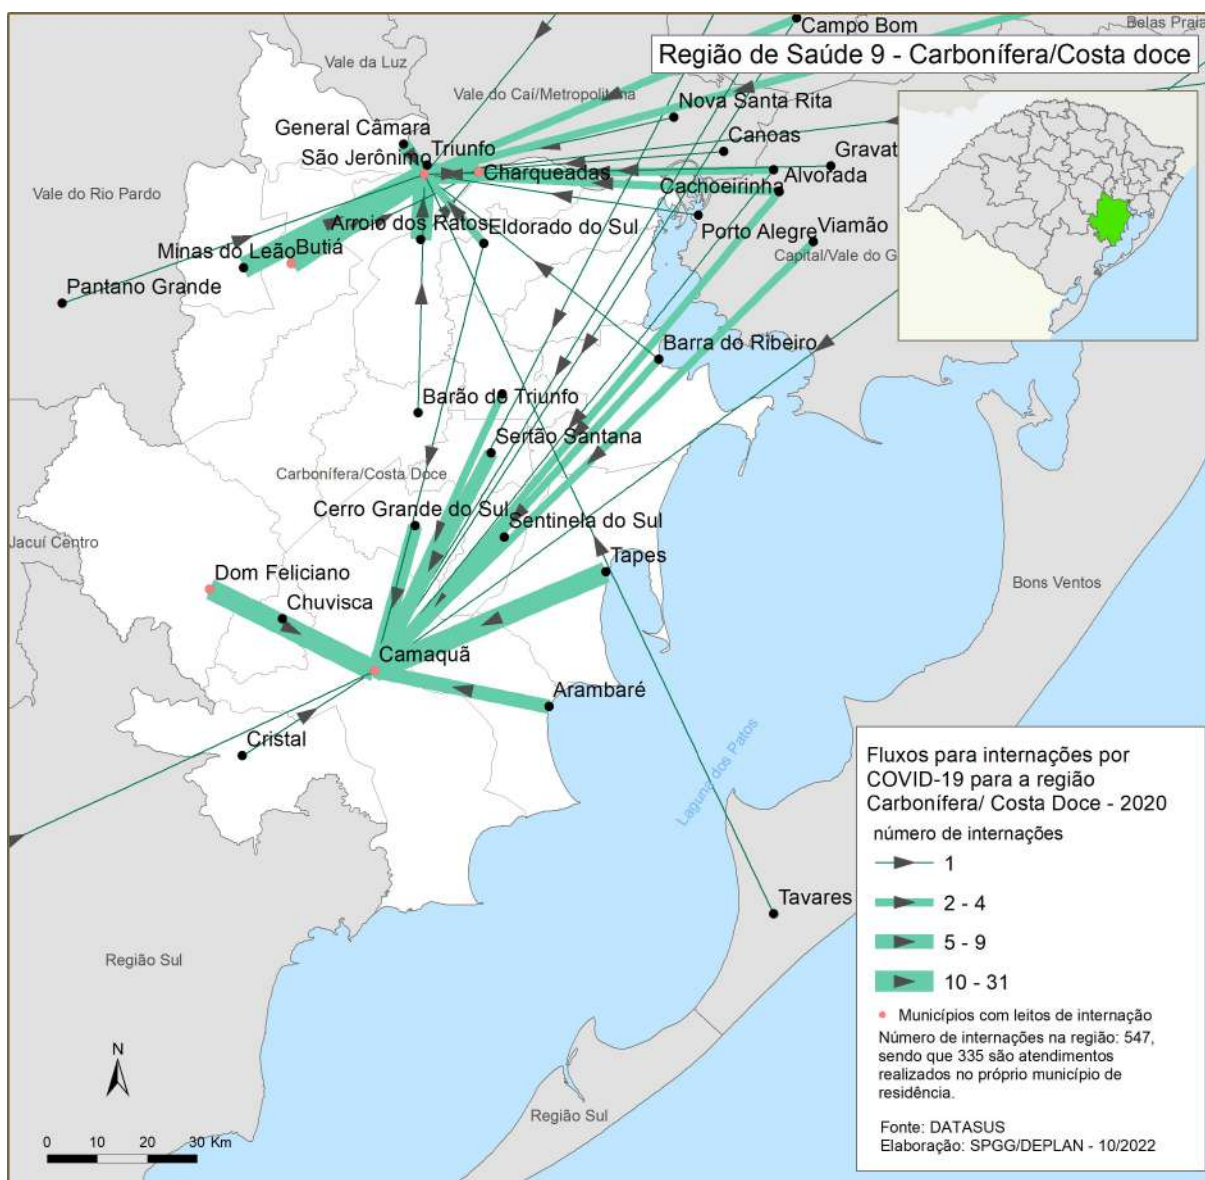 Campo Bom
Belas Praia
Região de Saúde 9 - Carbonífera/Costa doce
Vale da Luz
Vale do Caí/Metropolitana
Nova Santa Rita
General Câmara
Triunfo
Canoas
São Jerônimo
Charqueadas
Gravat
Alvorada
Cachoeirinha
Vale do Rio Pardo
Arroio dos Ratos
Eldorado do Sul
Porto Alegre
Viamão
Minas do Leão
Butiá
Capital/Vale do G
Pantano Grande
Barra do Ribeiro
Barão do Triunfo
Sertão Santana
Carbonífera/Costa Doce
Cerro Grande do Sul
Sentinela do Sul
Jacuí Centro
Tapes
Dom Feliciano
Bons Ventos
Chuvisca
Camaquã
Arambaré
Cristal
Laguna dos Patos
Fluxos para internações por
COVID-19 para a região
Carbonífera/ Costa Doce - 2020
número de internações
1
2 - 4
5 - 9
10 - 31
Municípios com leitos de internação
Número de internações na região: 547,
sendo que 335 são atendimentos
realizados no próprio município de
residência.
Fonte: DATASUS
Elaboração: SPGG/DEPLAN - 10/2022
Tavares
Região Sul
N
Região Sul
0 10 20 30 Km